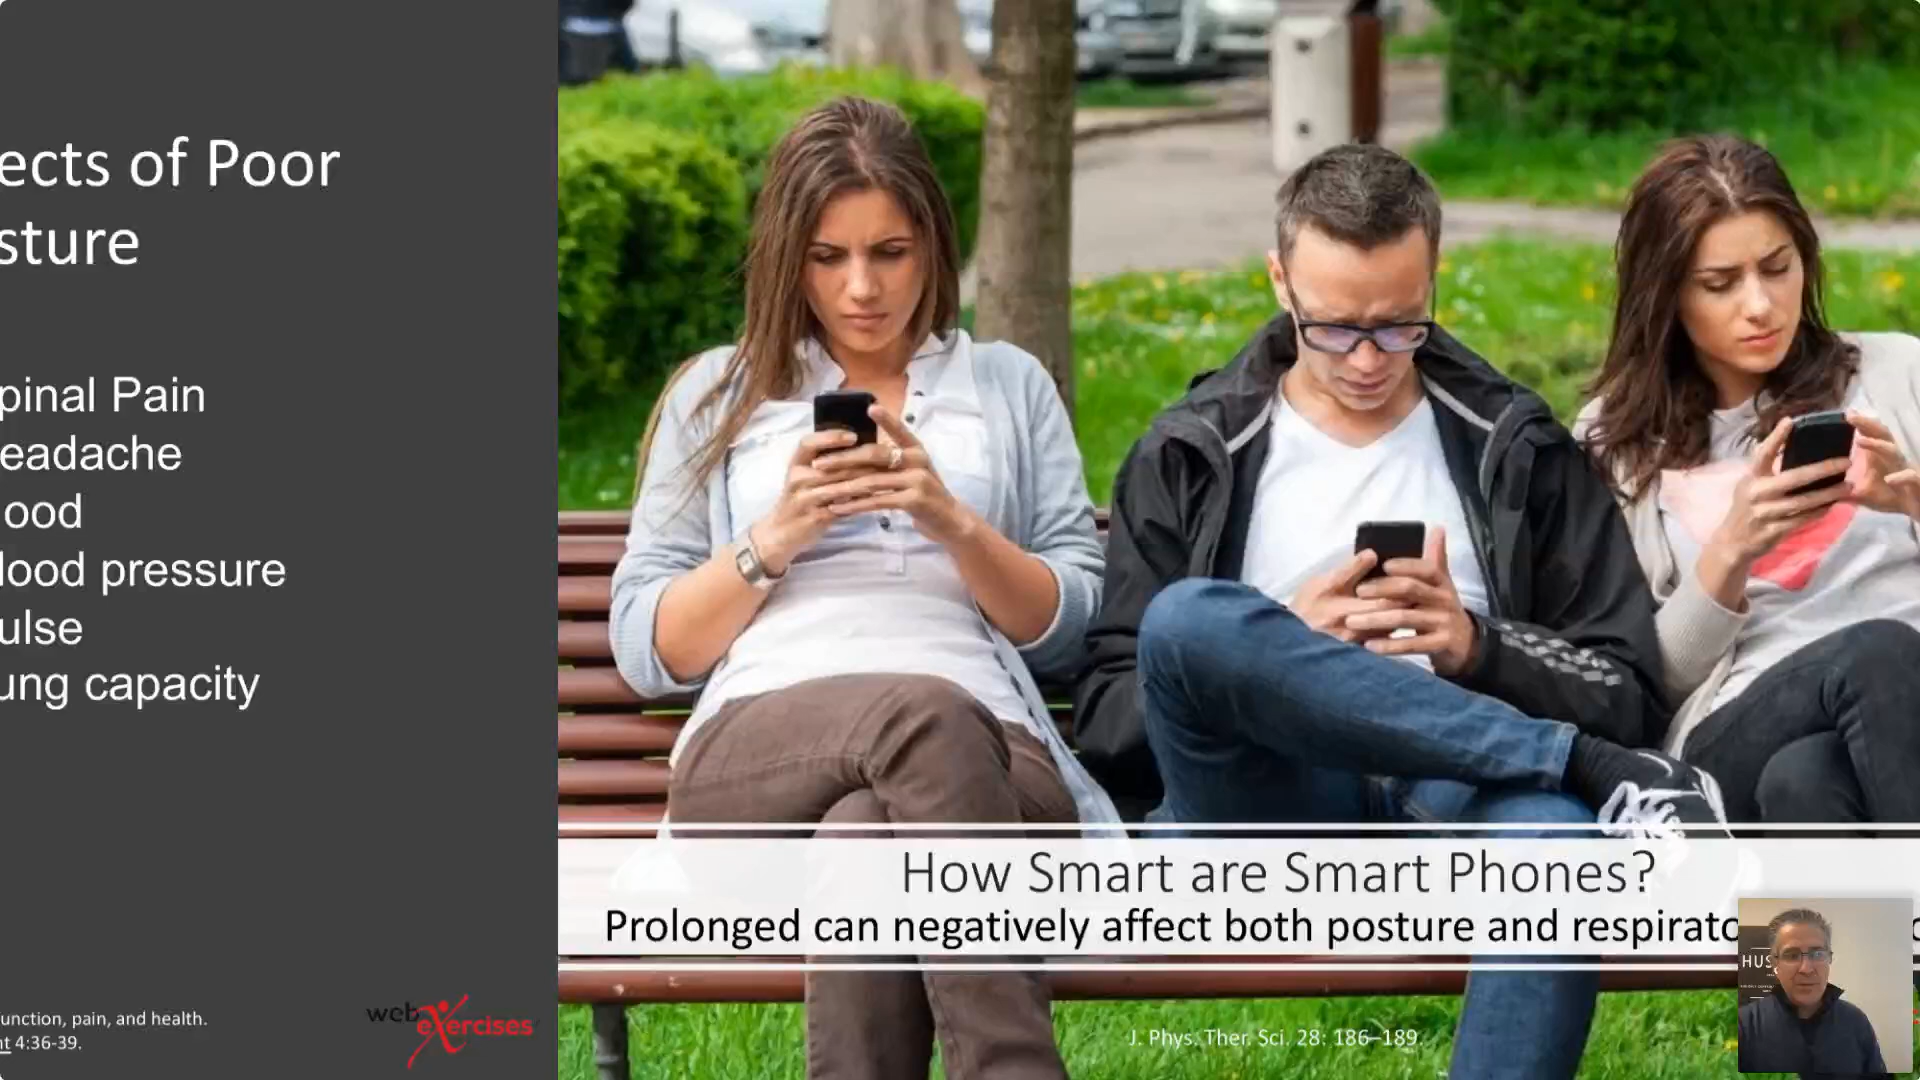 ects of Poor
sture
pinal Pain
eadache
ood
lood pressure
ulse
ung capacity
unction, pain, and health.
nt 4:36-39.
webexercises
How Smart are Smart Phones?
Prolonged can negatively affect both posture and respirato
J. Phys. Ther. Sci. 28: 186–189.
HUS